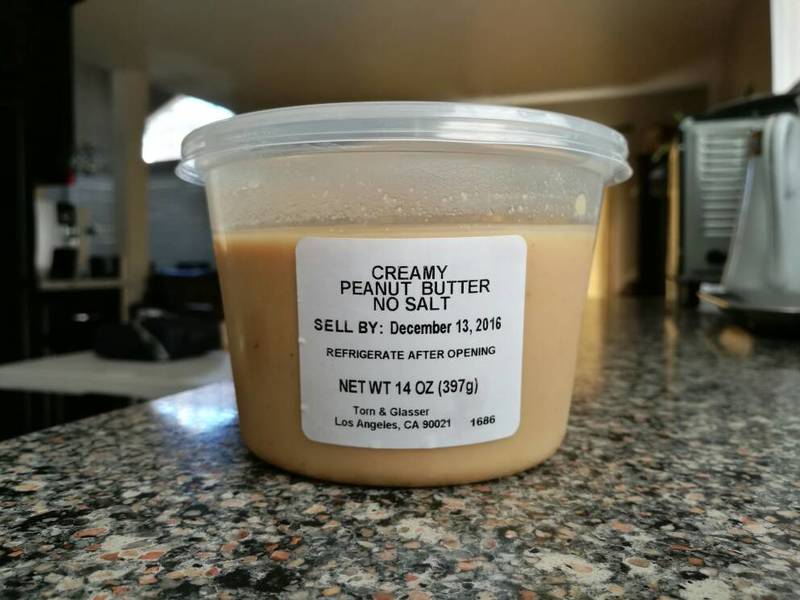 CREAMY
PEANUT BUTTER
NO SALT
SELL BY: December 13, 2016
REFRIGERATE AFTER OPENING
NET WT 14 OZ (397g)
Torn & Glasser
Los Angeles, CA 90021 1686